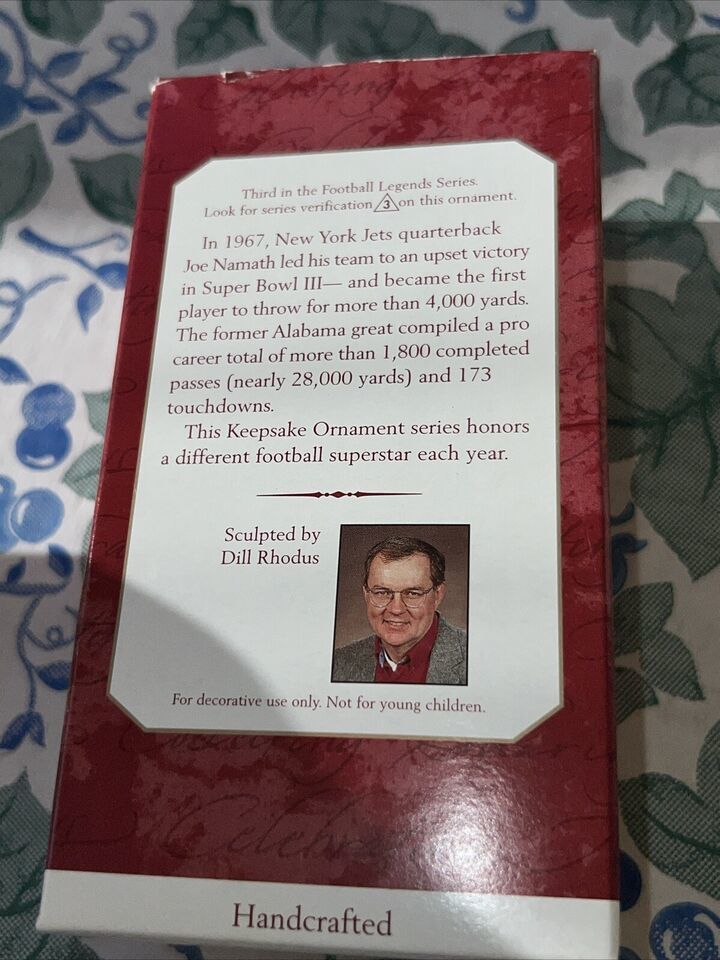 Third in the Football Legends Series.
Look for series verification 3 on this ornament.
In 1967, New York Jets quarterback
Joe Namath led his team to an upset victory
in Super Bowl III— and became the first
player to throw for more than 4,000 yards.
The former Alabama great compiled a pro
career total of more than 1,800 completed
passes (nearly 28,000 yards) and 173
touchdowns.
This Keepsake Ornament series honors
a different football superstar each year.
Sculpted by
Dill Rhodus
For decorative use only. Not for young children.
Celebra
Handcrafted